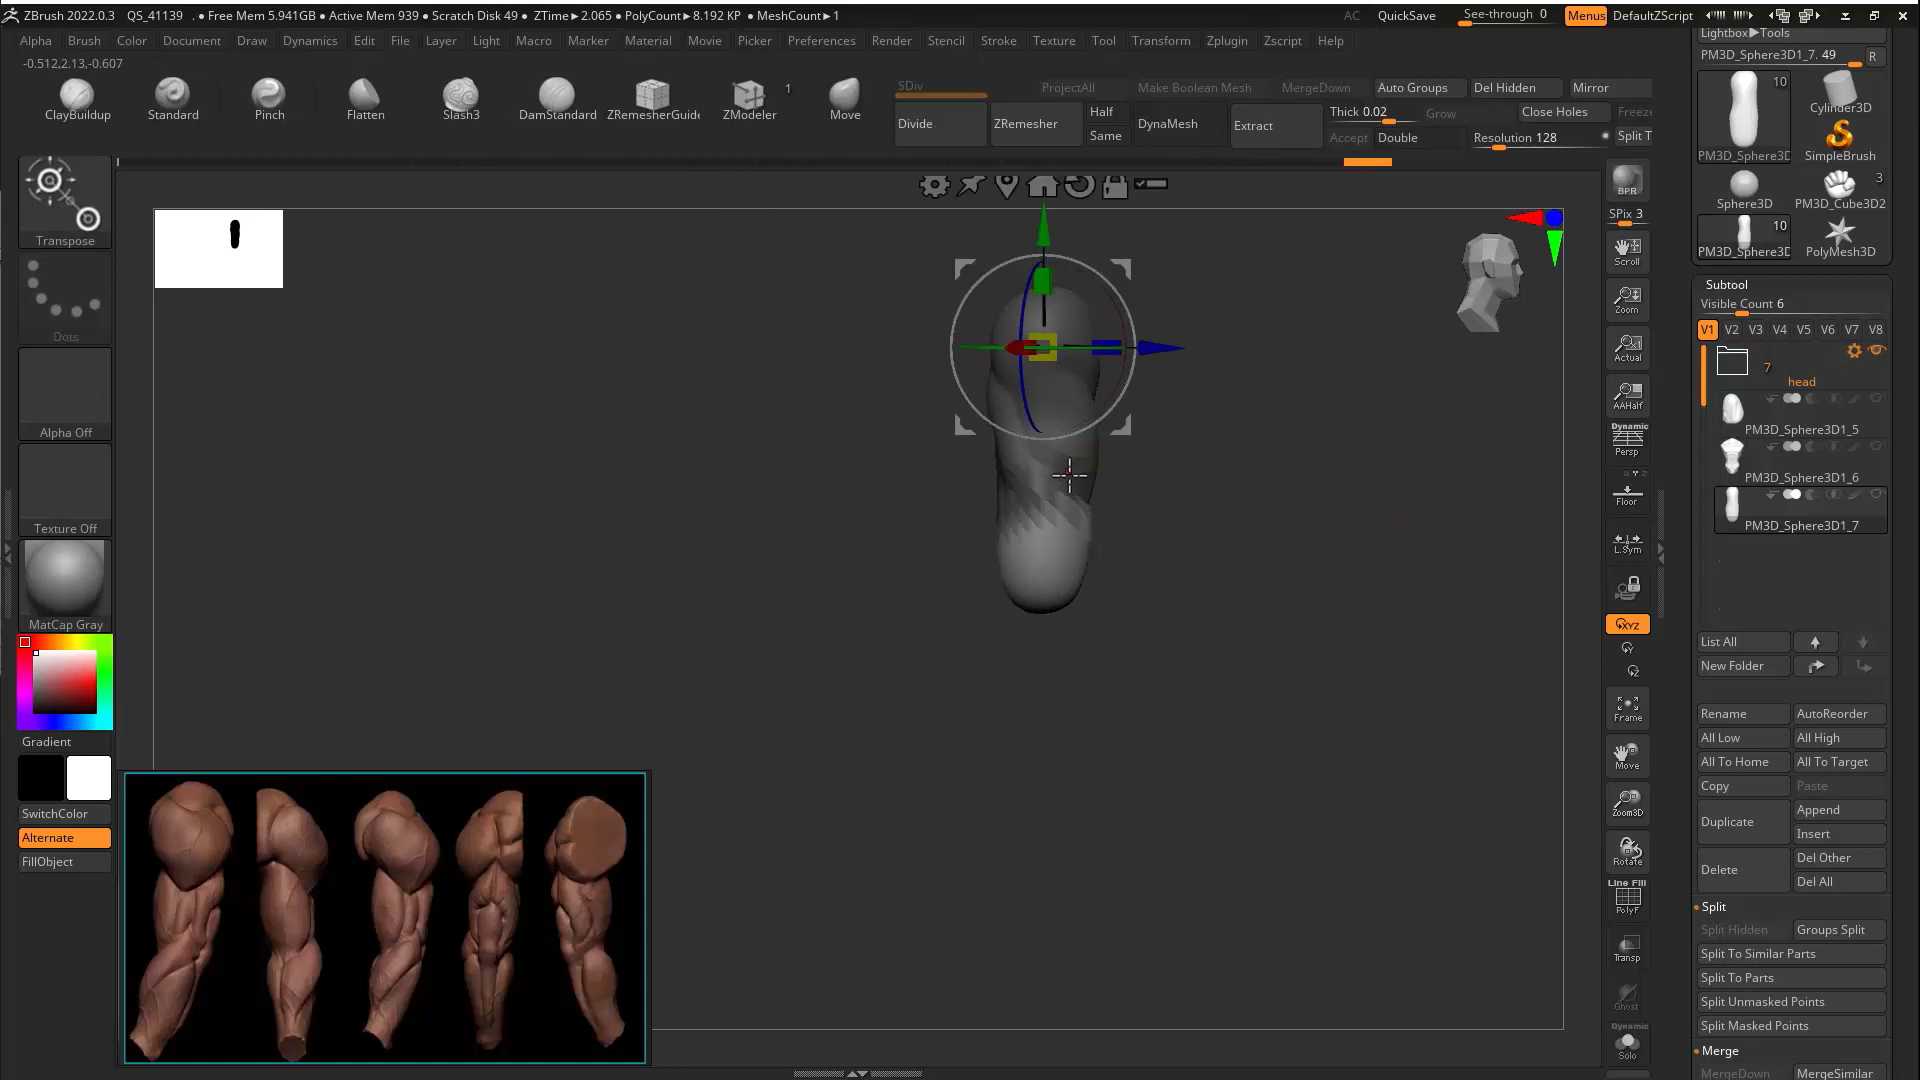 ZBrush 2022.0.3 QS_41139 . ● Free Mem 5.941GB ● Active Mem 939 ● Scratch Disk 49 ● ZTime►2.065 ● PolyCount►8.192 KP ● MeshCount►1 AC QuickSave See-through 0 Menus DefaultZScript
Alpha Brush Color Document Draw Dynamics Edit File Layer Light Macro Marker Material Movie Picker Preferences Render Stencil Stroke Texture Tool Transform Zplugin Zscript Help
-0.512,2.13,-0.607
ClayBuildup Standard Pinch Flatten Slash3 DamStandard ZRemesherGuide ZModeler 1 Move
SDiv ProjectAll Make Boolean Mesh MergeDown Auto Groups Del Hidden Mirror
Divide ZRemesher Half Same DynaMesh Extract Thick 0.02 Grow Close Holes Freeze
Accept Double Resolution 128 Split T
Lightbox►Tools
PM3D_Sphere3D1_7. 49 R
10 Cylinder3D
PM3D_Sphere3D SimpleBrush
Sphere3D PM3D_Cube3D2 3
10
PM3D_Sphere3D PolyMesh3D
Transpose
Dots
Alpha Off
Texture Off
MatCap Gray
Gradient
SwitchColor
Alternate
FillObject
BPR
SPix 3
Scroll
Zoom
Actual
AAHalf
Dynamic
Persp
Floor
L.Sym
XYZ
Y
Z
Frame
Move
Zoom3D
Rotate
Line Fill
PolyF
Transp
Ghost
Dynamic
Solo
Subtool
Visible Count 6
V1 V2 V3 V4 V5 V6 V7 V8
7
head
PM3D_Sphere3D1_5
PM3D_Sphere3D1_6
PM3D_Sphere3D1_7
List All
New Folder
Rename AutoReorder
All Low All High
All To Home All To Target
Copy Paste
Duplicate Append
Insert
Delete Del Other
Del All
Split
Split Hidden Groups Split
Split To Similar Parts
Split To Parts
Split Unmasked Points
Split Masked Points
Merge
MergeDown MergeSimilar